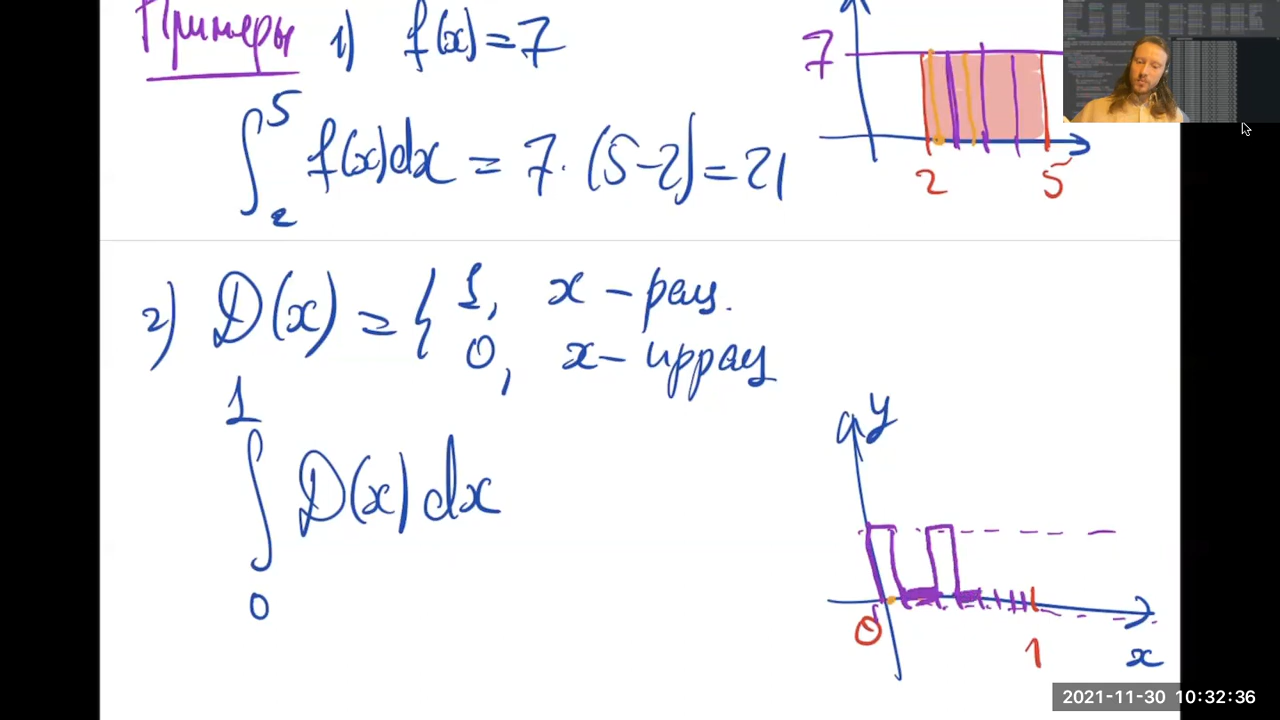 Примеры 1) f(x)=7
∫₂⁵ f(x)dx = 7·(5-2)=21
7
2 5
2) D(x) = { 1, x - рац.
0, x - иррац
∫₀¹ D(x)dx
y
0 1 x
2021-11-30 10:32:36